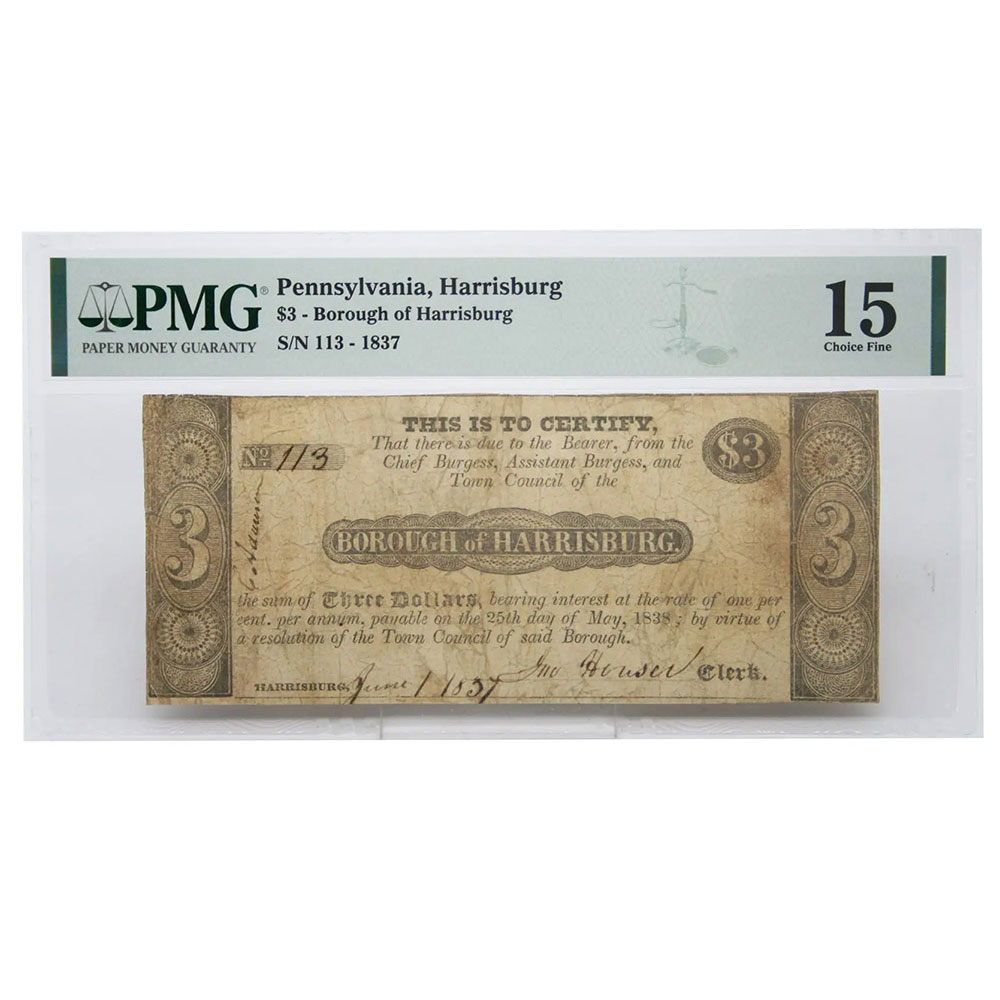 PMG®
PAPER MONEY GUARANTY
Pennsylvania, Harrisburg
$3 - Borough of Harrisburg
S/N 113 - 1837
15
Choice Fine
THIS IS TO CERTIFY,
No. 113
That there is due to the Bearer, from the
Chief Burgess, Assistant Burgess, and
Town Council of the
$3
3
3
BOROUGH of HARRISBURG.
the sum of Three Dollars, bearing interest at the rate of one per
cent. per annum, payable on the 25th day of May, 1838; by virtue of
a resolution of the Town Council of said Borough.
HARRISBURG, June 1 1837
Jno Houser Clerk.